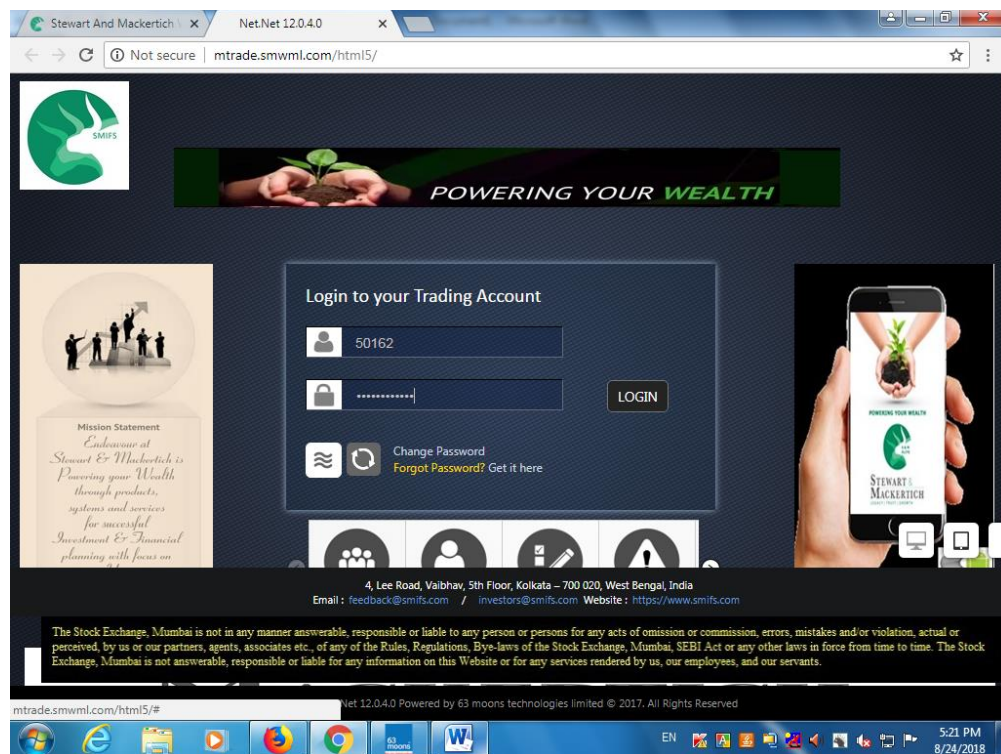 Stewart And Mackertich
Net.Net 12.0.4.0
Not secure | mtrade.smwml.com/html5/
SMIFS
POWERING YOUR WEALTH
Login to your Trading Account
50162
LOGIN
Change Password
Forgot Password? Get it here
Mission Statement
Endeavour at
Stewart & Mackertich is
Powering your Wealth
through products,
systems and services
for successful
Investment & Financial
planning with focus on
POWERING YOUR WEALTH
STEWART &
MACKERTICH
4, Lee Road, Vaibhav, 5th Floor, Kolkata – 700 020, West Bengal, India
Email : feedback@smifs.com / investors@smifs.com Website : https://www.smifs.com
The Stock Exchange, Mumbai is not in any manner answerable, responsible or liable to any person or persons for any acts of omission or commission, errors, mistakes and/or violation, actual or
perceived, by us or our partners, agents, associates etc., of any of the Rules, Regulations, Bye-laws of the Stock Exchange, Mumbai, SEBI Act or any other laws in force from time to time. The Stock
Exchange, Mumbai is not answerable, responsible or liable for any information on this Website or for any services rendered by us, our employees, and our servants.
mtrade.smwml.com/html5/#
Net 12.0.4.0 Powered by 63 moons technologies limited © 2017. All Rights Reserved
63
moons
W
EN
5:21 PM
8/24/2018